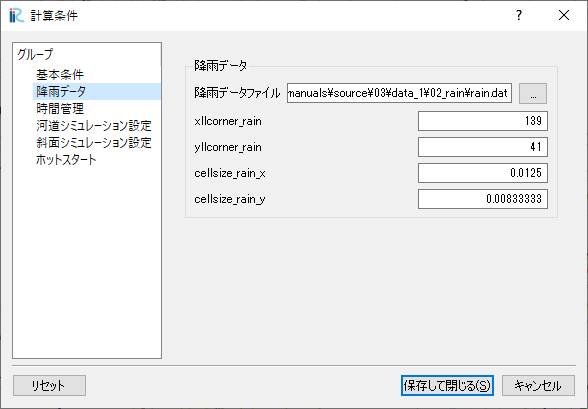 計算条件
グループ
基本条件
降雨データ
時間管理
河道シミュレーション設定
斜面シミュレーション設定
ホットスタート
降雨データ
降雨データファイル manuals¥source¥03¥data_1¥02_rain¥rain.dat ...
xllcorner_rain 139
yllcorner_rain 41
cellsize_rain_x 0.0125
cellsize_rain_y 0.00833333
リセット 保存して閉じる(S) キャンセル